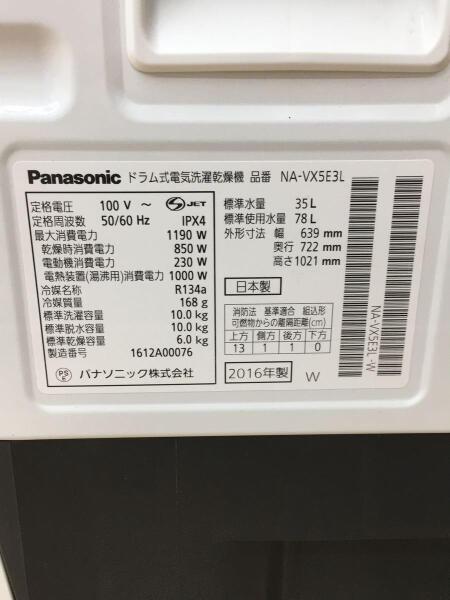 Panasonic ドラム式電気洗濯乾燥機 品番 NA-VX5E3L
定格電圧 100 V ～ S JET
定格周波数 50/60 Hz IPX4
最大消費電力 1190 W
乾燥時消費電力 850 W
電動機消費電力 230 W
電熱装置(湯沸用)消費電力 1000 W
冷媒名称 R134a
冷媒質量 168 g
標準洗濯容量 10.0 kg
標準脱水容量 10.0 kg
標準乾燥容量 6.0 kg
製造番号 1612A00076
PS E パナソニック株式会社
標準水量 35 L
標準使用水量 78 L
外形寸法 幅 639 mm
奥行 722 mm
高さ 1021 mm
日本製
消防法 基準適合 組込形
可燃物からの離隔距離(cm)
上方 側方 後方 下方
13 1 1 0
2016年製 W
NA-VX5E3L-W